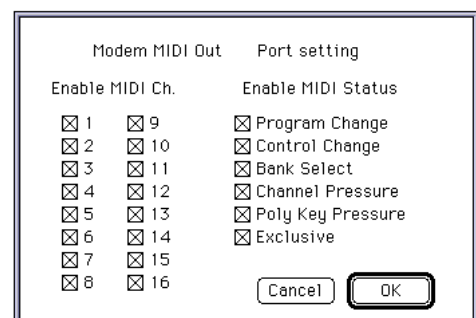 Modem MIDI Out Port setting
Enable MIDI Ch. Enable MIDI Status
1 9 Program Change
2 10 Control Change
3 11 Bank Select
4 12 Channel Pressure
5 13 Poly Key Pressure
6 14 Exclusive
7 15
8 16
Cancel OK